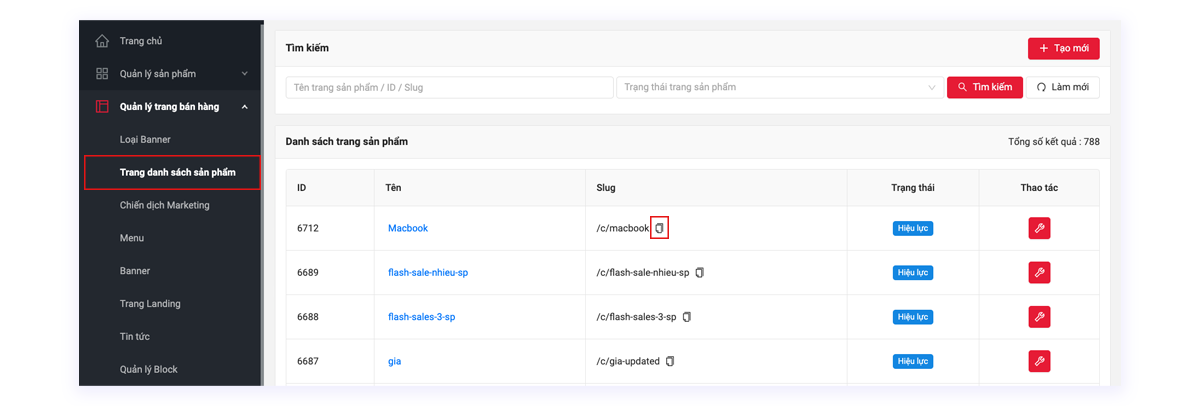 Trang chủ
Quản lý sản phẩm
Quản lý trang bán hàng
Loại Banner
Trang danh sách sản phẩm
Chiến dịch Marketing
Menu
Banner
Trang Landing
Tin tức
Quản lý Block
Tìm kiếm
Tạo mới
Tên trang sản phẩm / ID / Slug
Trạng thái trang sản phẩm
Tìm kiếm
Làm mới
Danh sách trang sản phẩm
Tổng số kết quả : 788
ID Tên Slug Trạng thái Thao tác
6712 Macbook /c/macbook Hiệu lực
6689 flash-sale-nhieu-sp /c/flash-sale-nhieu-sp Hiệu lực
6688 flash-sales-3-sp /c/flash-sales-3-sp Hiệu lực
6687 gia /c/gia-updated Hiệu lực